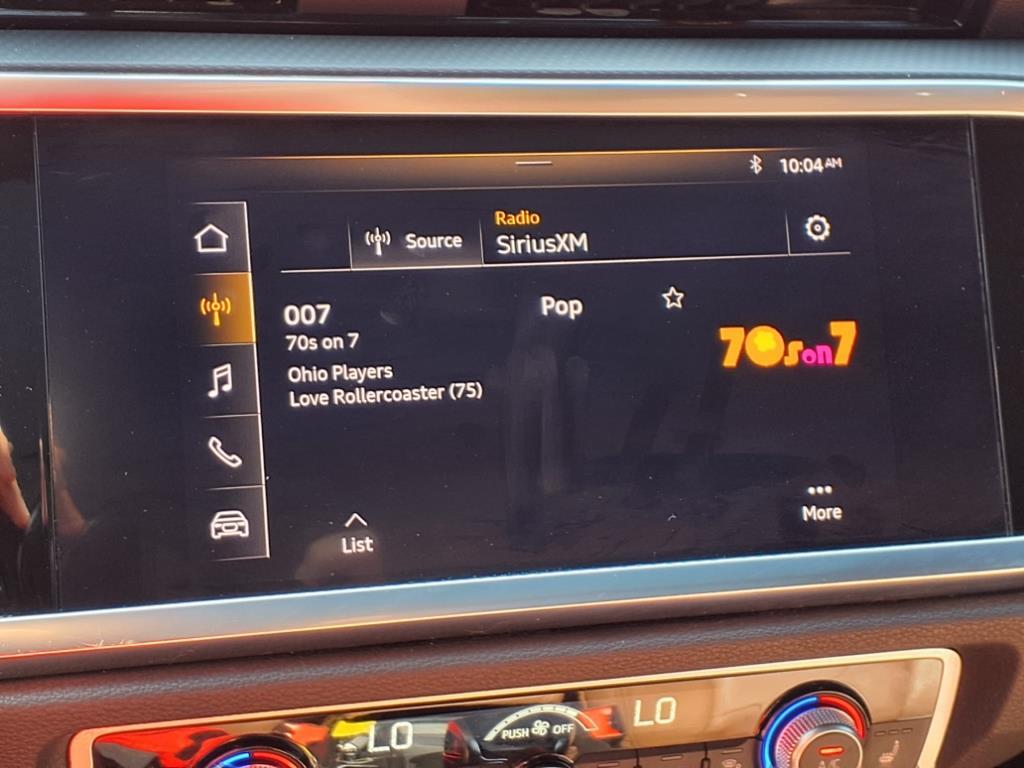 10:04 AM
Radio
Source SiriusXM
007 Pop
70s on 7
70s on 7
Ohio Players
Love Rollercoaster (75)
More
List
LO
PUSH OFF
LO
A/C